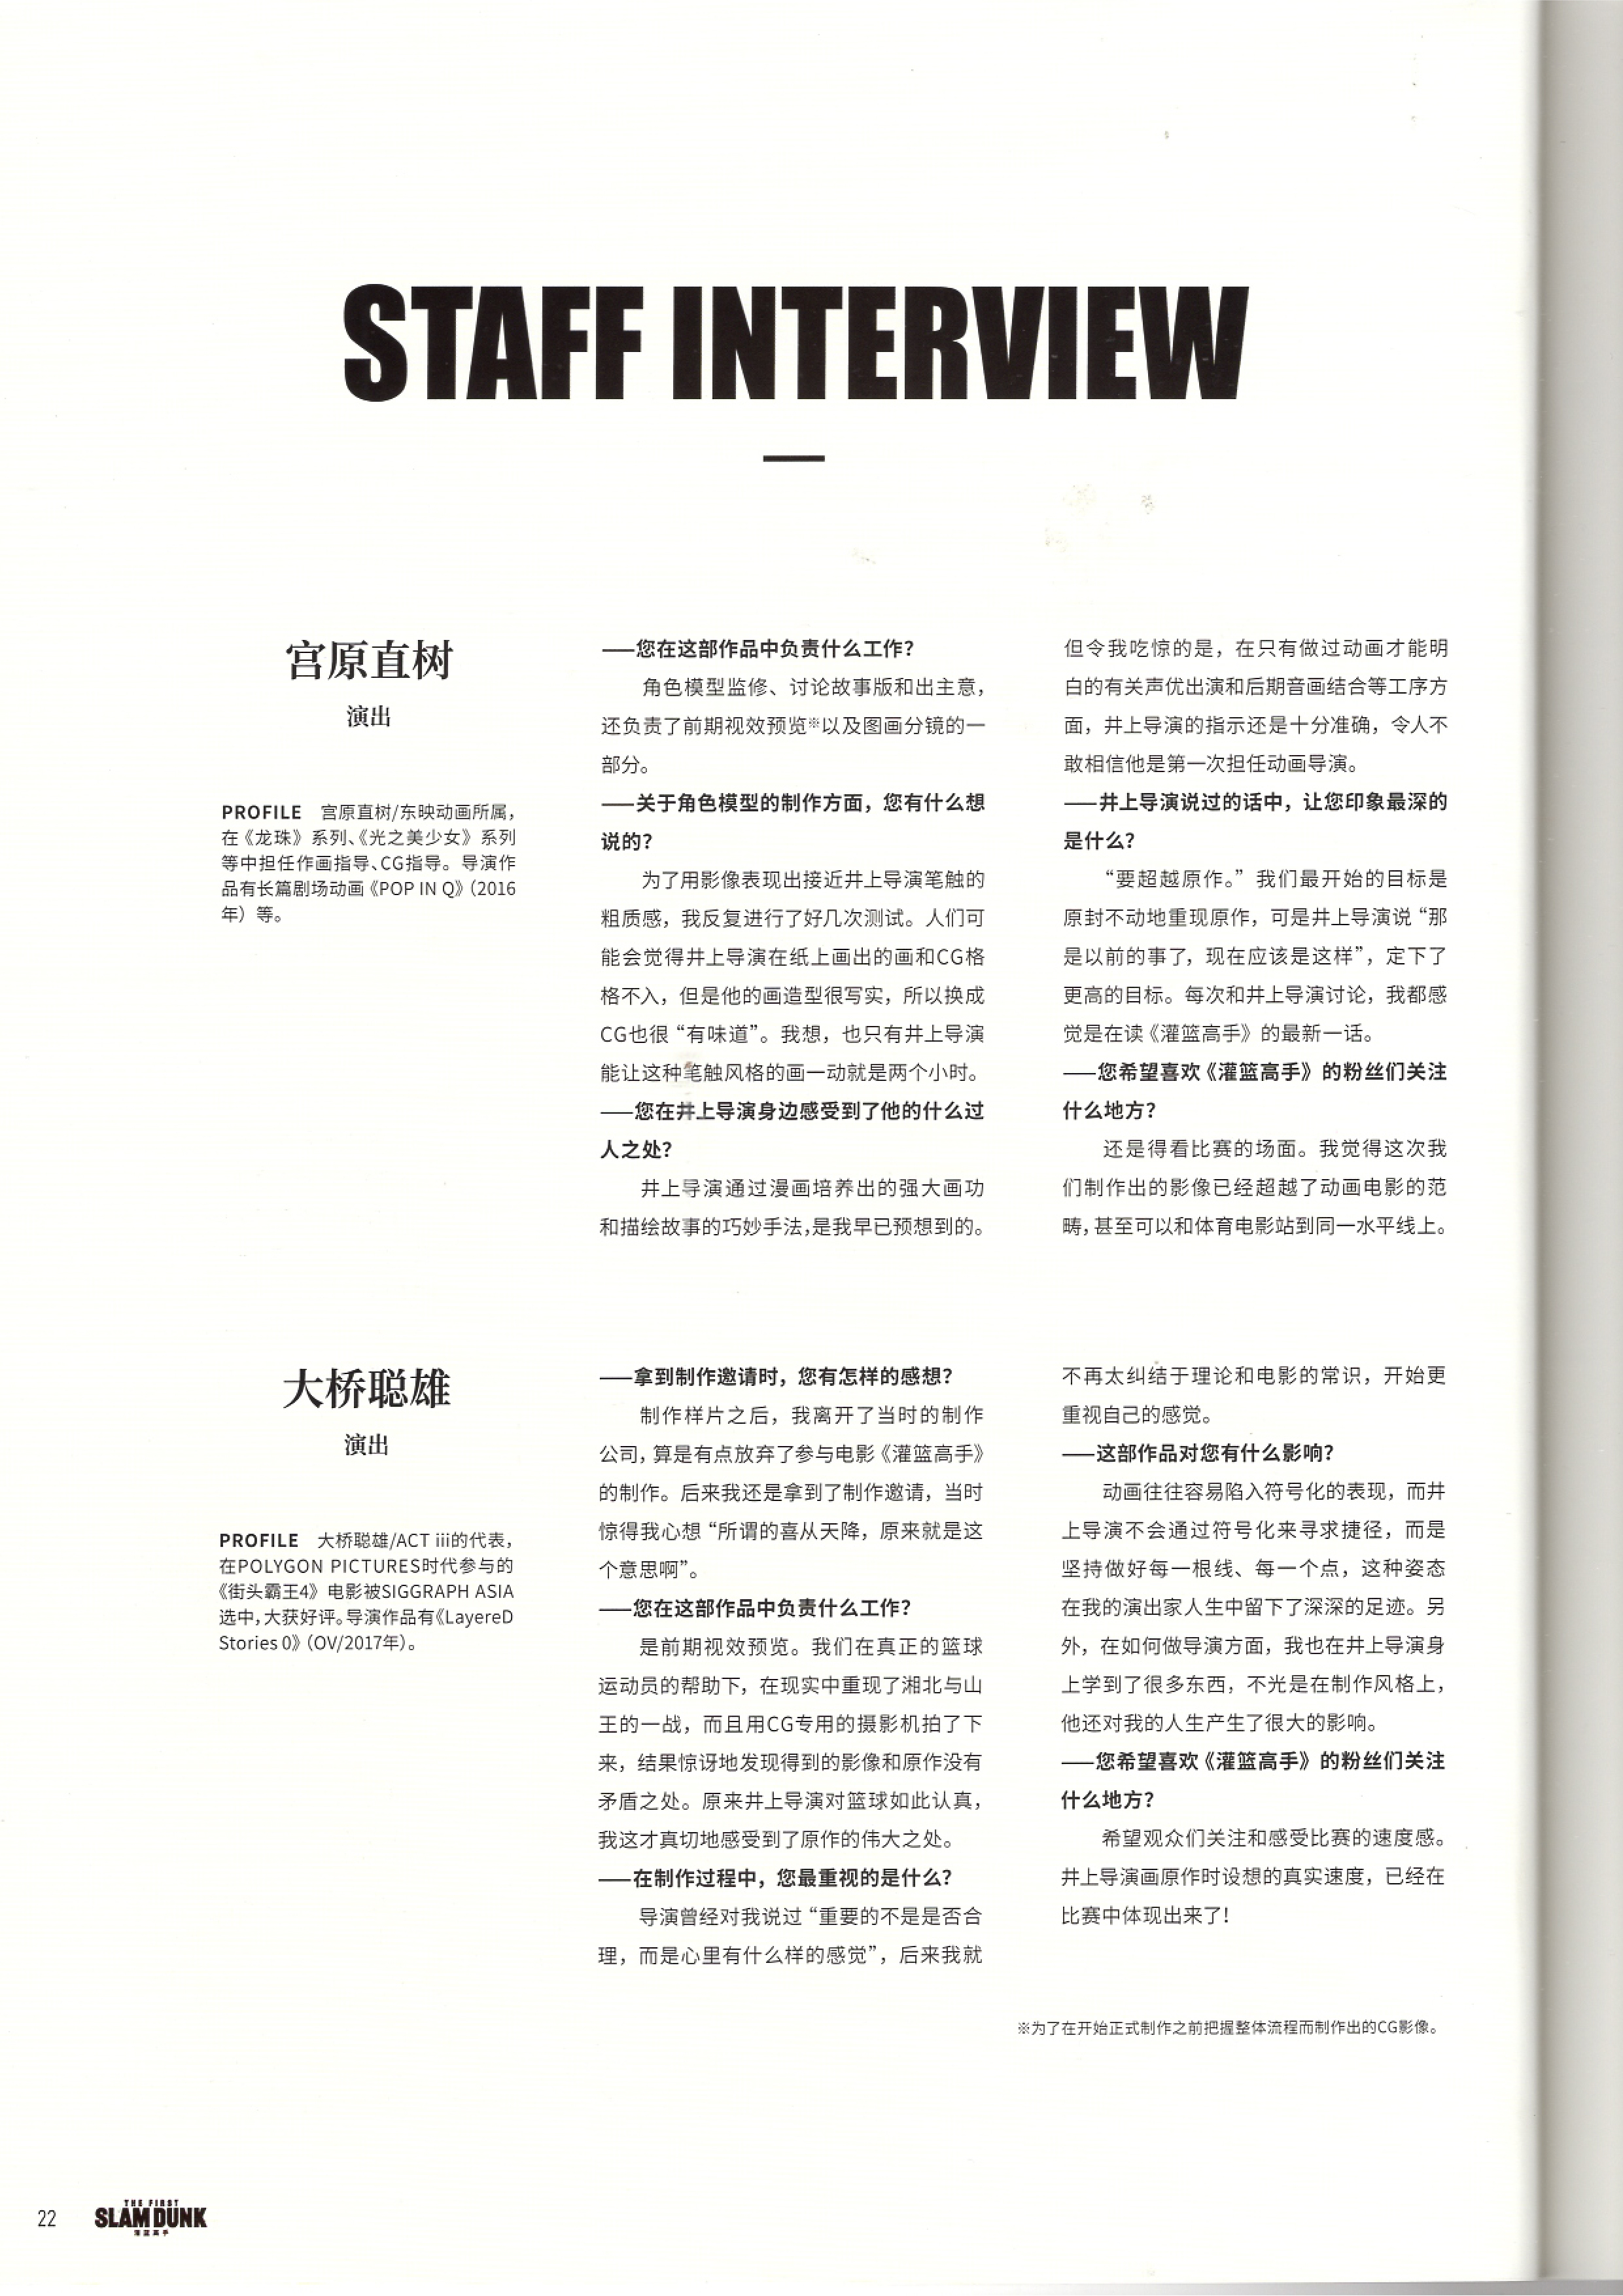 STAFF INTERVIEW
宫原直树
演出
PROFILE 宫原直树/东映动画所属，
在《龙珠》系列、《光之美少女》系列
等中担任作画指导、CG指导。导演作
品有长篇剧场动画《POP IN Q》（2016
年）等。
——您在这部作品中负责什么工作？
角色模型监修、讨论故事版和出主意，
还负责了前期视效预览※以及图画分镜的一
部分。
——关于角色模型的制作方面，您有什么想
说的？
为了用影像表现出接近井上导演笔触的
粗质感，我反复进行了好几次测试。人们可
能会觉得井上导演在纸上画出的画和CG格
格不入，但是他的画造型很写实，所以换成
CG也很“有味道”。我想，也只有井上导演
能让这种笔触风格的画一动就是两个小时。
——您在井上导演身边感受到了他的什么过
人之处？
井上导演通过漫画培养出的强大画功
和描绘故事的巧妙手法，是我早已预想到的。
但令我吃惊的是，在只有做过动画才能明
白的有关声优出演和后期音画结合等工序方
面，井上导演的指示还是十分准确，令人不
敢相信他是第一次担任动画导演。
——井上导演说过的话中，让您印象最深的
是什么？
“要超越原作。”我们最开始的目标是
原封不动地重现原作，可是井上导演说“那
是以前的事了，现在应该是这样”，定下了
更高的目标。每次和井上导演讨论，我都感
觉是在读《灌篮高手》的最新一话。
——您希望喜欢《灌篮高手》的粉丝们关注
什么地方？
还是得看比赛的场面。我觉得这次我
们制作出的影像已经超越了动画电影的范
畴，甚至可以和体育电影站到同一水平线上。
大桥聪雄
演出
PROFILE 大桥聪雄/ACT iii的代表，
在POLYGON PICTURES时代参与的
《街头霸王4》电影被SIGGRAPH ASIA
选中，大获好评。导演作品有《LayereD
Stories 0》（OV/2017年）。
——拿到制作邀请时，您有怎样的感想？
制作样片之后，我离开了当时的制作
公司，算是有点放弃了参与电影《灌篮高手》
的制作。后来我还是拿到了制作邀请，当时
惊得我心想“所谓的喜从天降，原来就是这
个意思啊”。
——您在这部作品中负责什么工作？
是前期视效预览。我们在真正的篮球
运动员的帮助下，在现实中重现了湘北与山
王的一战，而且用CG专用的摄影机拍了下
来，结果惊讶地发现得到的影像和原作没有
矛盾之处。原来井上导演对篮球如此认真，
我这才真切地感受到了原作的伟大之处。
——在制作过程中，您最重视的是什么？
导演曾经对我说过“重要的不是是否合
理，而是心里有什么样的感觉”，后来我就
不再太纠结于理论和电影的常识，开始更
重视自己的感觉。
——这部作品对您有什么影响？
动画往往容易陷入符号化的表现，而井
上导演不会通过符号化来寻求捷径，而是
坚持做好每一根线、每一个点，这种姿态
在我的演出家人生中留下了深深的足迹。另
外，在如何做导演方面，我也在井上导演身
上学到了很多东西，不光是在制作风格上，
他还对我的人生产生了很大的影响。
——您希望喜欢《灌篮高手》的粉丝们关注
什么地方？
希望观众们关注和感受比赛的速度感。
井上导演画原作时设想的真实速度，已经在
比赛中体现出来了！
※为了在开始正式制作之前把握整体流程而制作出的CG影像。
22
THE FIRST
SLAM DUNK
灌篮高手